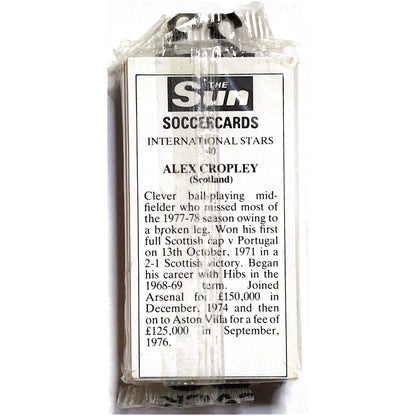 THE
Sun
SOCCERCARDS
INTERNATIONAL STARS
40
ALEX CROPLEY
(Scotland)
Clever ball-playing mid-
fielder who missed most of
the 1977-78 season owing to
a broken leg. Won his first
full Scottish cap v Portugal
on 13th October, 1971 in a
2-1 Scottish victory. Began
his career with Hibs in the
1968-69 term. Joined
Arsenal for £150,000 in
December, 1974 and then
on to Aston Villa for a fee of
£125,000 in September,
1976.